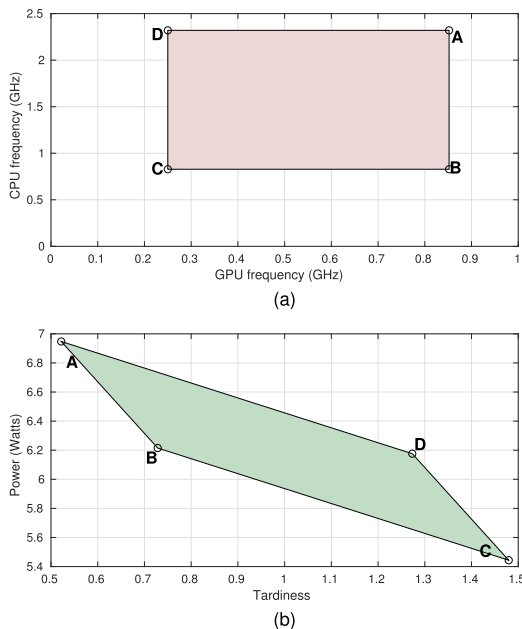 2.5
D
A
2
CPU frequency (GHz)
1.5
1
C
B
0.5
0
0 0.1 0.2 0.3 0.4 0.5 0.6 0.7 0.8 0.9 1
GPU frequency (GHz)
(a)
7
A
6.8
6.6
6.4
D
Power (Watts)
6.2
B
6
5.8
5.6
C
5.4
0.5 0.6 0.7 0.8 0.9 1 1.1 1.2 1.3 1.4 1.5
Tardiness
(b)